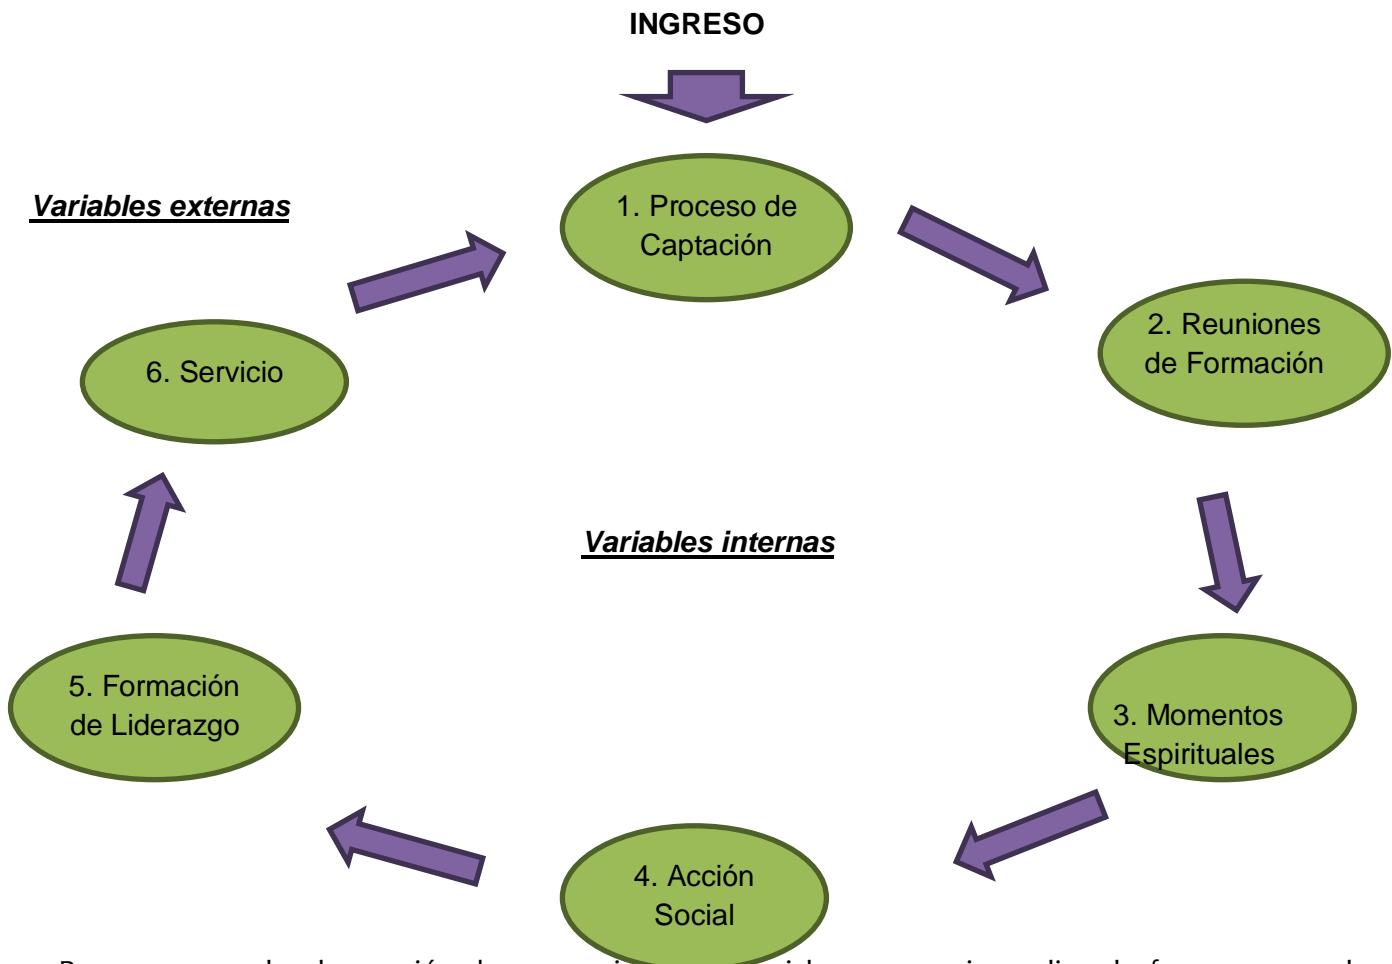 INGRESO
Variables externas
1. Proceso de
Captación
2. Reuniones
de Formación
6. Servicio
Variables internas
5. Formación
de Liderazgo
3. Momentos
Espirituales
4. Acción
Social